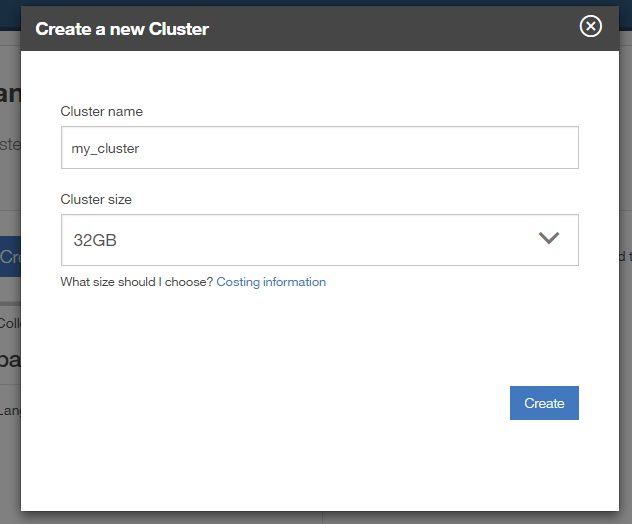 Create a new Cluster
Cluster name
my_cluster
Cluster size
32GB
What size should I choose? Costing information
Create